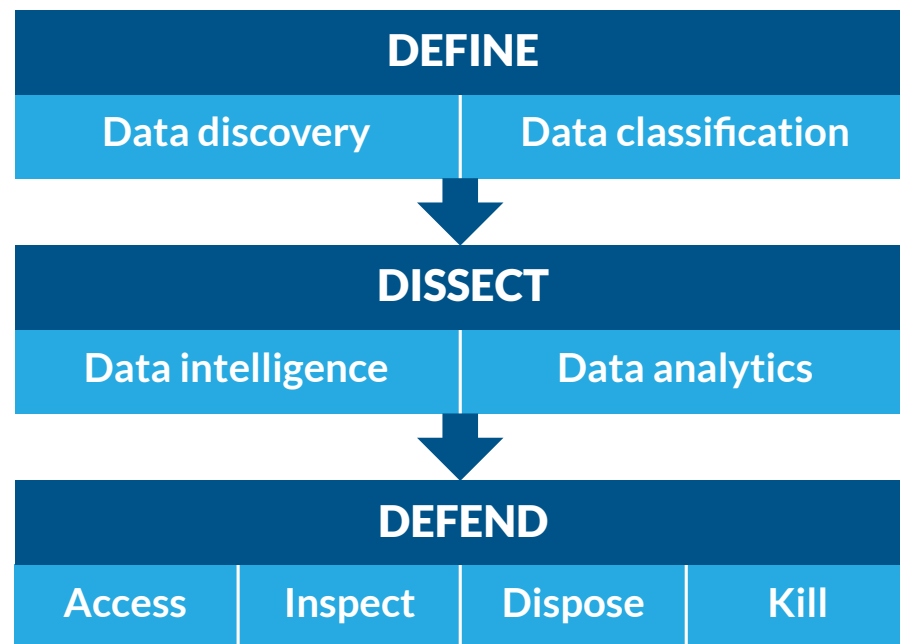 DEFINE
Data discovery Data classification
DISSECT
Data intelligence Data analytics
DEFEND
Access Inspect Dispose Kill